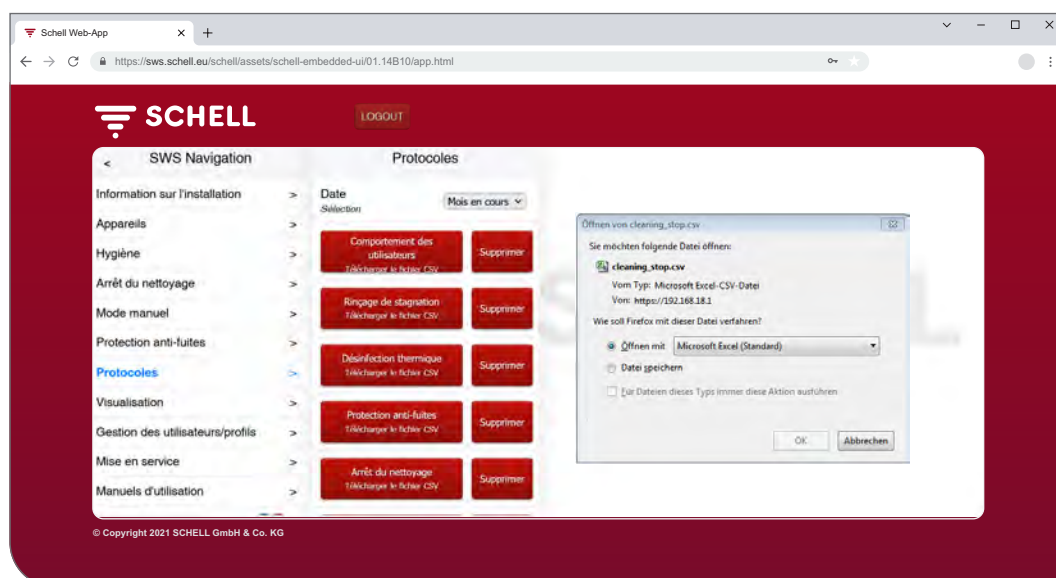 Schell Web-App
https://sws.schell.eu/schell/assets/schell-embedded-ui/01.14B10/app.html
SCHELL
LOGOUT
< SWS Navigation
Information sur l'installation >
Appareils >
Hygiène >
Arrêt du nettoyage >
Mode manuel >
Protection anti-fuites >
Protocoles >
Visualisation >
Gestion des utilisateurs/profils >
Mise en service >
Manuels d'utilisation >
Protocoles
Date
Sélection
Mois en cours
Comportement des
utilisateurs
Télécharger le fichier CSV
Supprimer
Rinçage de stagnation
Télécharger le fichier CSV
Supprimer
Désinfection thermique
Télécharger le fichier CSV
Supprimer
Protection anti-fuites
Télécharger le fichier CSV
Supprimer
Arrêt du nettoyage
Télécharger le fichier CSV
Supprimer
Öffnen von cleaning_stop.csv
Sie möchten folgende Datei öffnen:
cleaning_stop.csv
Vom Typ: Microsoft Excel-CSV-Datei
Von: https://192.168.18.1
Wie soll Firefox mit dieser Datei verfahren?
Öffnen mit Microsoft Excel (Standard)
Datei speichern
Für Dateien dieses Typs immer diese Aktion ausführen
OK Abbrechen
© Copyright 2021 SCHELL GmbH & Co. KG